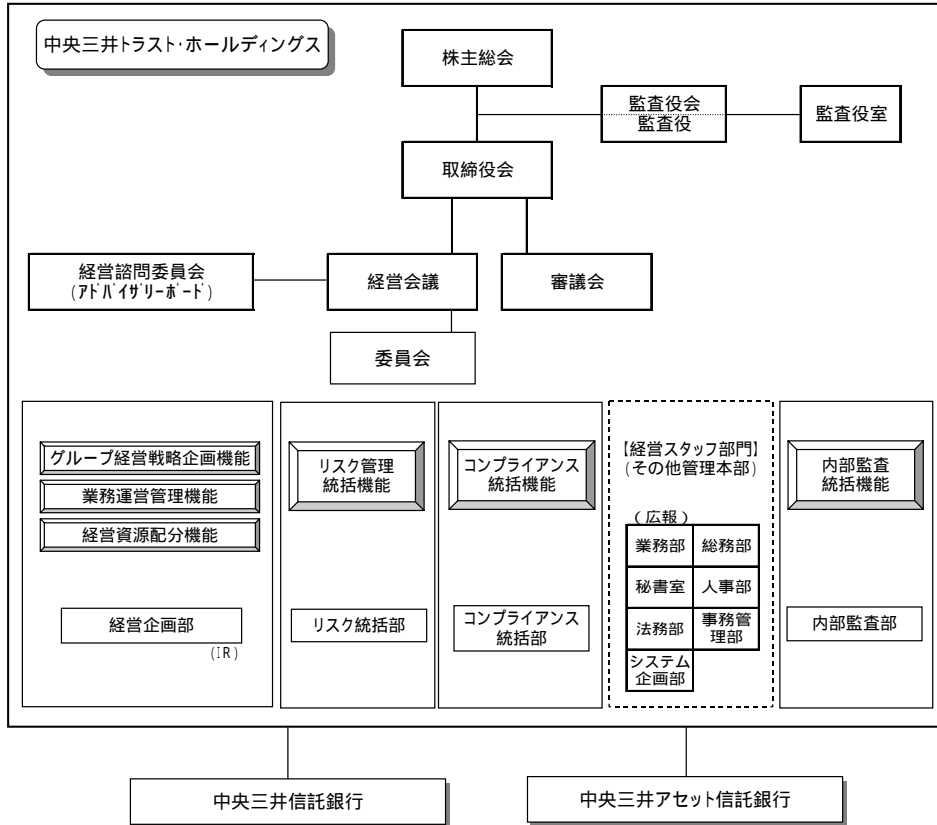 中央三井トラスト・ホールディングス
株主総会
監査役会
監査役
監査役室
取締役会
経営諮問委員会
(ｱﾄﾞﾊﾞｲｻﾞﾘｰﾎﾞｰﾄﾞ)
経営会議
審議会
委員会
グループ経営戦略企画機能
業務運営管理機能
経営資源配分機能
経営企画部
(IR)
リスク管理
統括機能
リスク統括部
コンプライアンス
統括機能
コンプライアンス
統括部
【経営スタッフ部門】
(その他管理本部)
(広報)
業務部 総務部
秘書室 人事部
法務部 事務管
理部
システム
企画部
内部監査
統括機能
内部監査部
中央三井信託銀行
中央三井アセット信託銀行